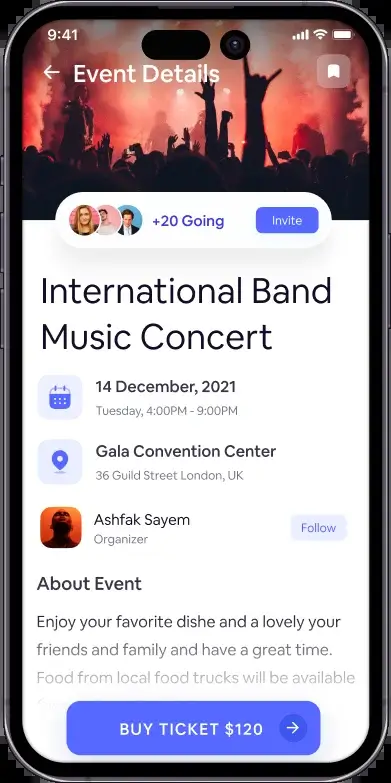 9:41
Event Details
+20 Going
Invite
International Band
Music Concert
14 December, 2021
Tuesday, 4:00PM - 9:00PM
Gala Convention Center
36 Guild Street London, UK
Ashfak Sayem
Organizer
Follow
About Event
Enjoy your favorite dishe and a lovely your
friends and family and have a great time.
Food from local food trucks will be available
BUY TICKET $120